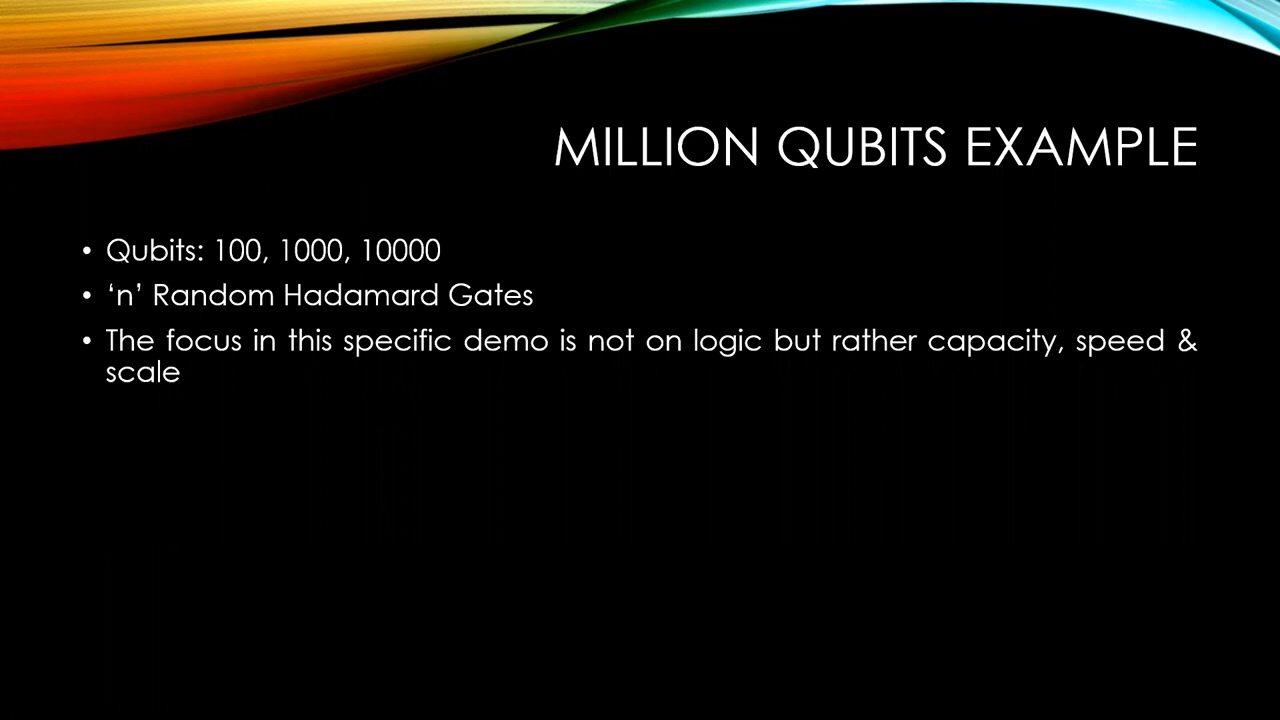 MILLION QUBITS EXAMPLE
• Qubits: 100, 1000, 10000
• ‘n’ Random Hadamard Gates
• The focus in this specific demo is not on logic but rather capacity, speed &
scale